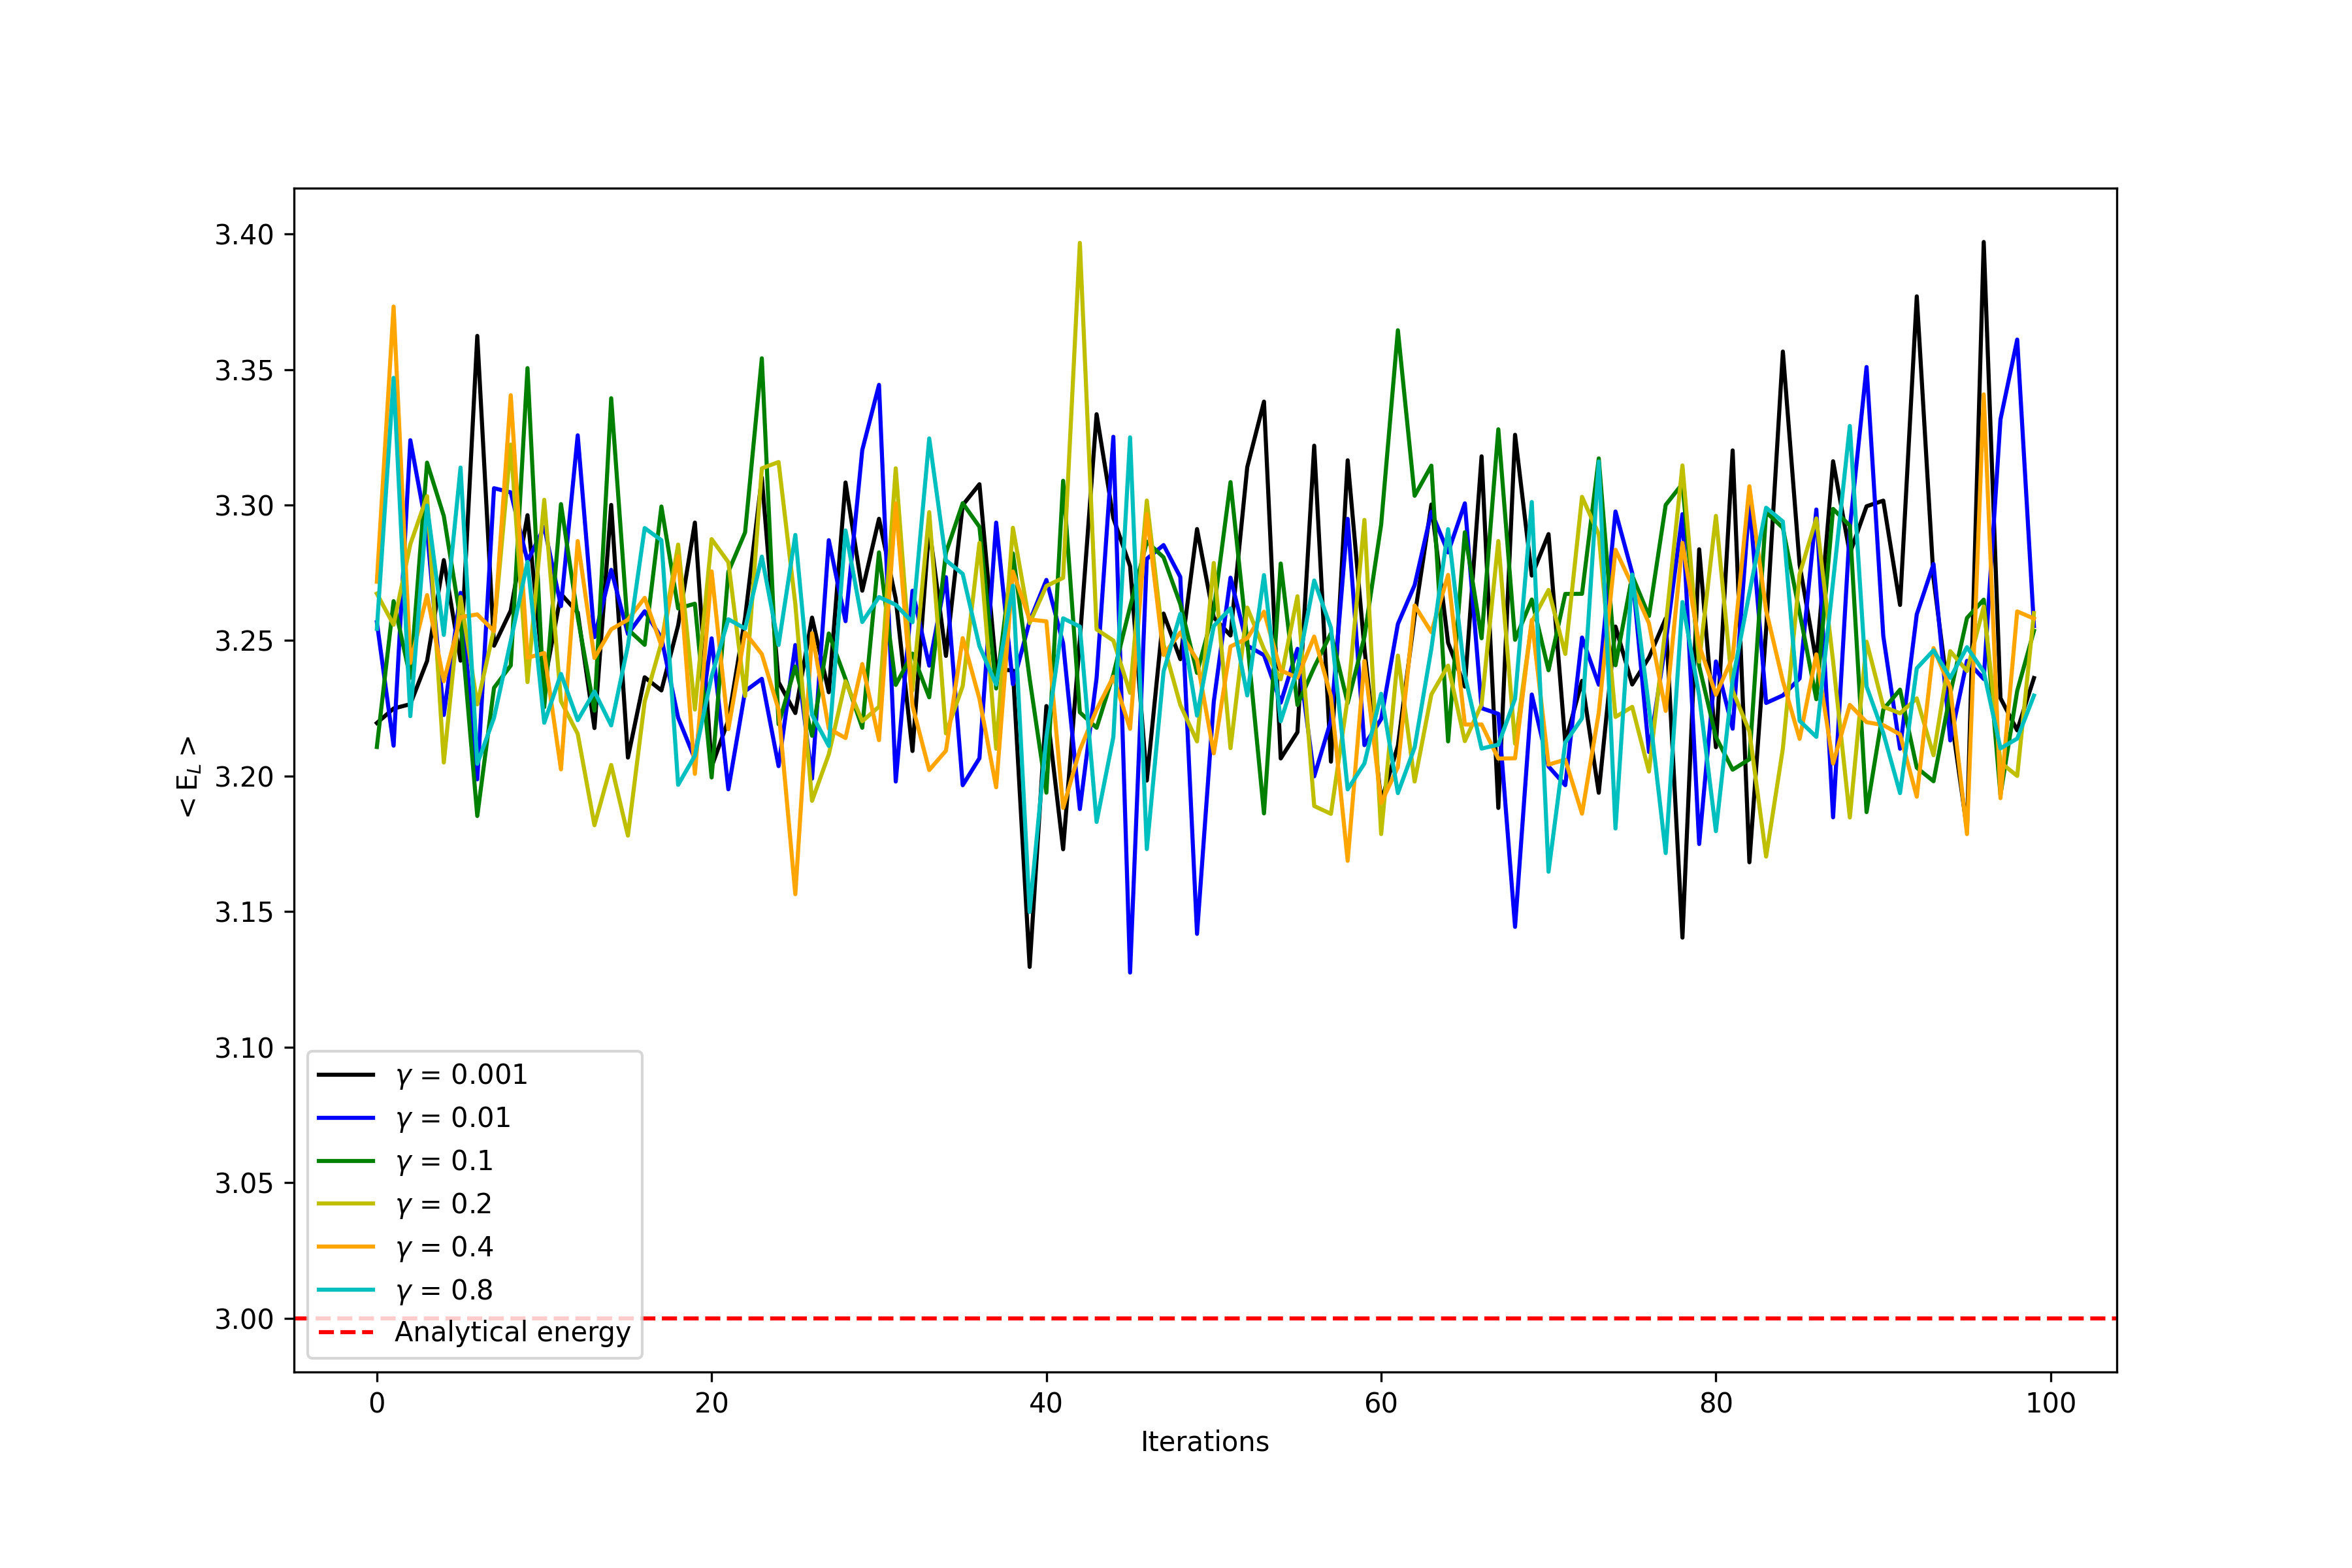 3.40
3.35
3.30
3.25
3.20
3.15
3.10
3.05
3.00
< E_L >
γ = 0.001
γ = 0.01
γ = 0.1
γ = 0.2
γ = 0.4
γ = 0.8
Analytical energy
0 20 40 60 80 100
Iterations